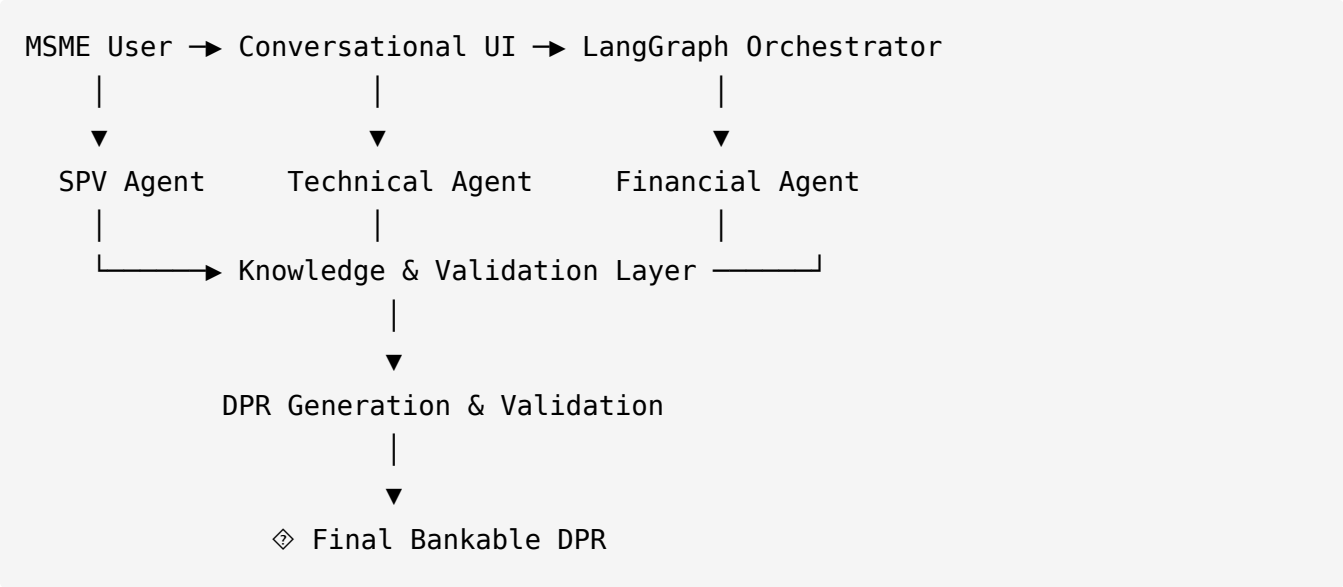 MSME User ─▶ Conversational UI ─▶ LangGraph Orchestrator
SPV Agent Technical Agent Financial Agent
Knowledge & Validation Layer
DPR Generation & Validation
Final Bankable DPR